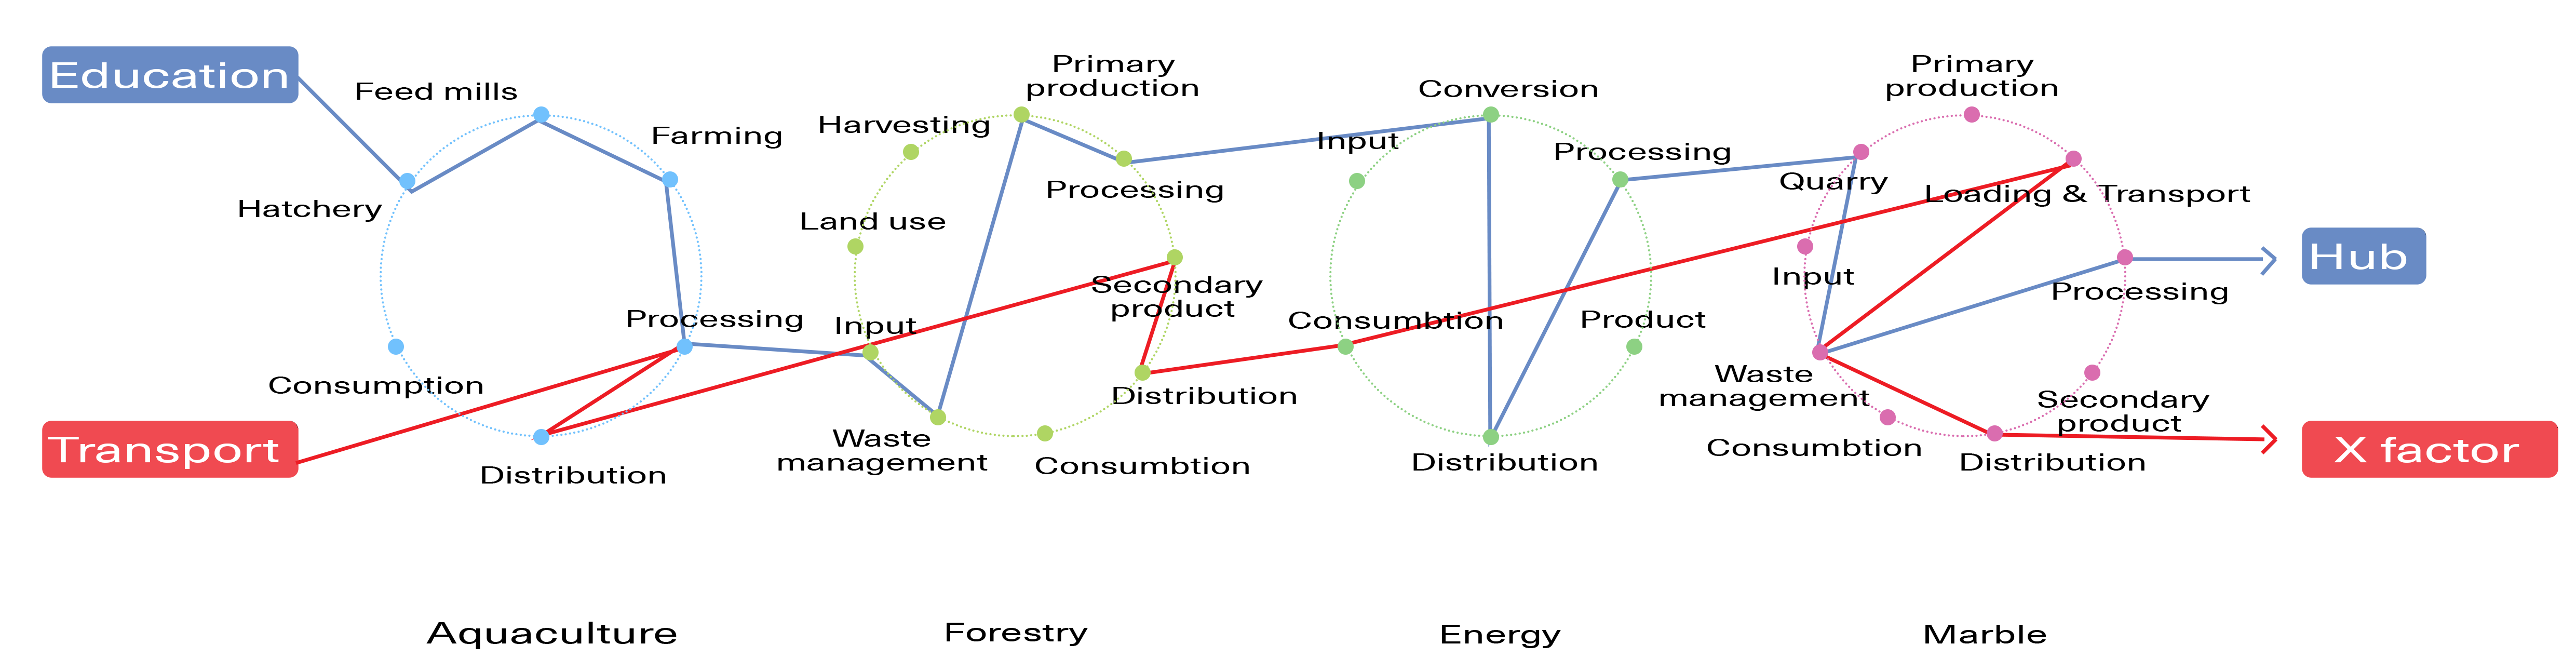 Education
Feed mills
Farming
Hatchery
Processing
Consumption
Transport
Distribution
Primary
production
Harvesting
Processing
Land use
Secondary
product
Input
Distribution
Waste
management
Consumbtion
Conversion
Input
Processing
Consumbtion
Product
Distribution
Primary
production
Quarry
Loading & Transport
Input
Processing
Waste
management
Secondary
product
Consumbtion
Distribution
Hub
X factor
Aquaculture
Forestry
Energy
Marble